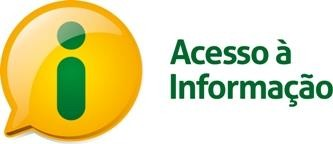 i
Acesso à
Informação